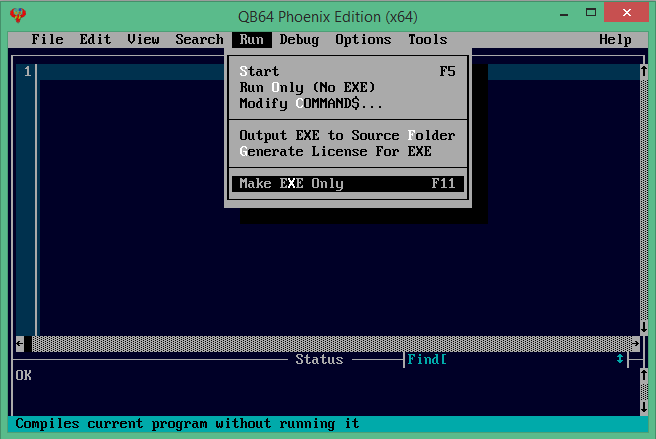 QB64 Phoenix Edition (x64)
File Edit View Search Run Debug Options Tools Help
1
Start F5
Run Only (No EXE)
Modify COMMAND$...
Output EXE to Source Folder
Generate License For EXE
Make EXE Only F11
Status Find[
OK
Compiles current program without running it